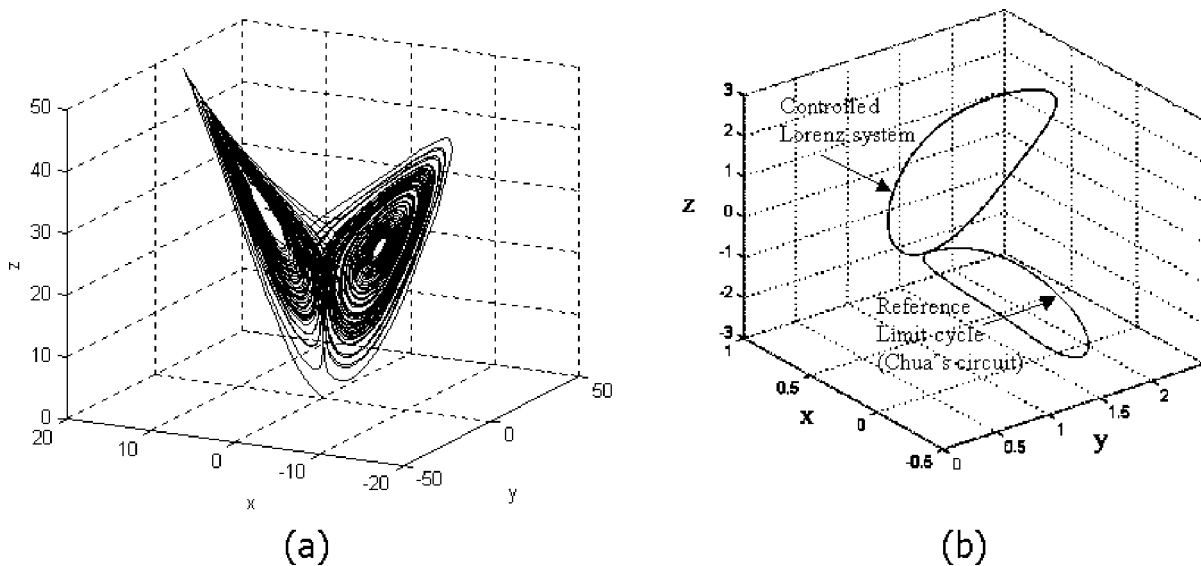 50
40
30
20
10
0
z
20
10
0
-10
-20
x
-50
0
50
y
(a)
3
2
1
0
-1
-2
-3
z
1
0.5
0
-0.5
x
0
0.5
1
1.5
2
y
Controlled
Lorenz system
Reference
Limit cycle
(Chua´s circuit)
(b)